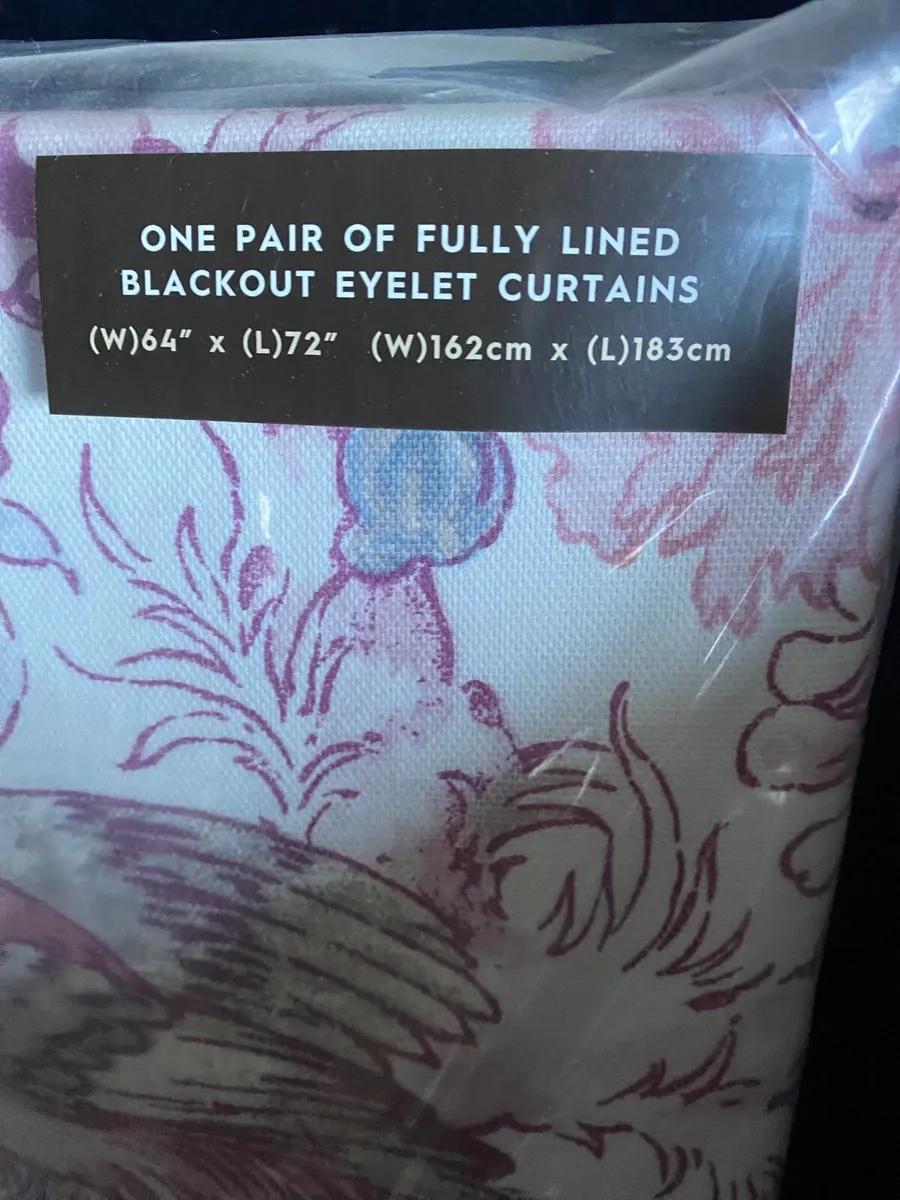 ONE PAIR OF FULLY LINED
BLACKOUT EYELET CURTAINS
(W)64" x (L)72" (W)162cm x (L)183cm